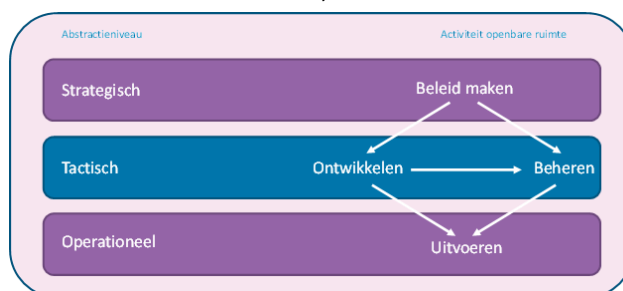 Abstractieniveau Activiteit openbare ruimte
Strategisch Beleid maken
Tactisch Ontwikkelen Beheren
Operationeel Uitvoeren